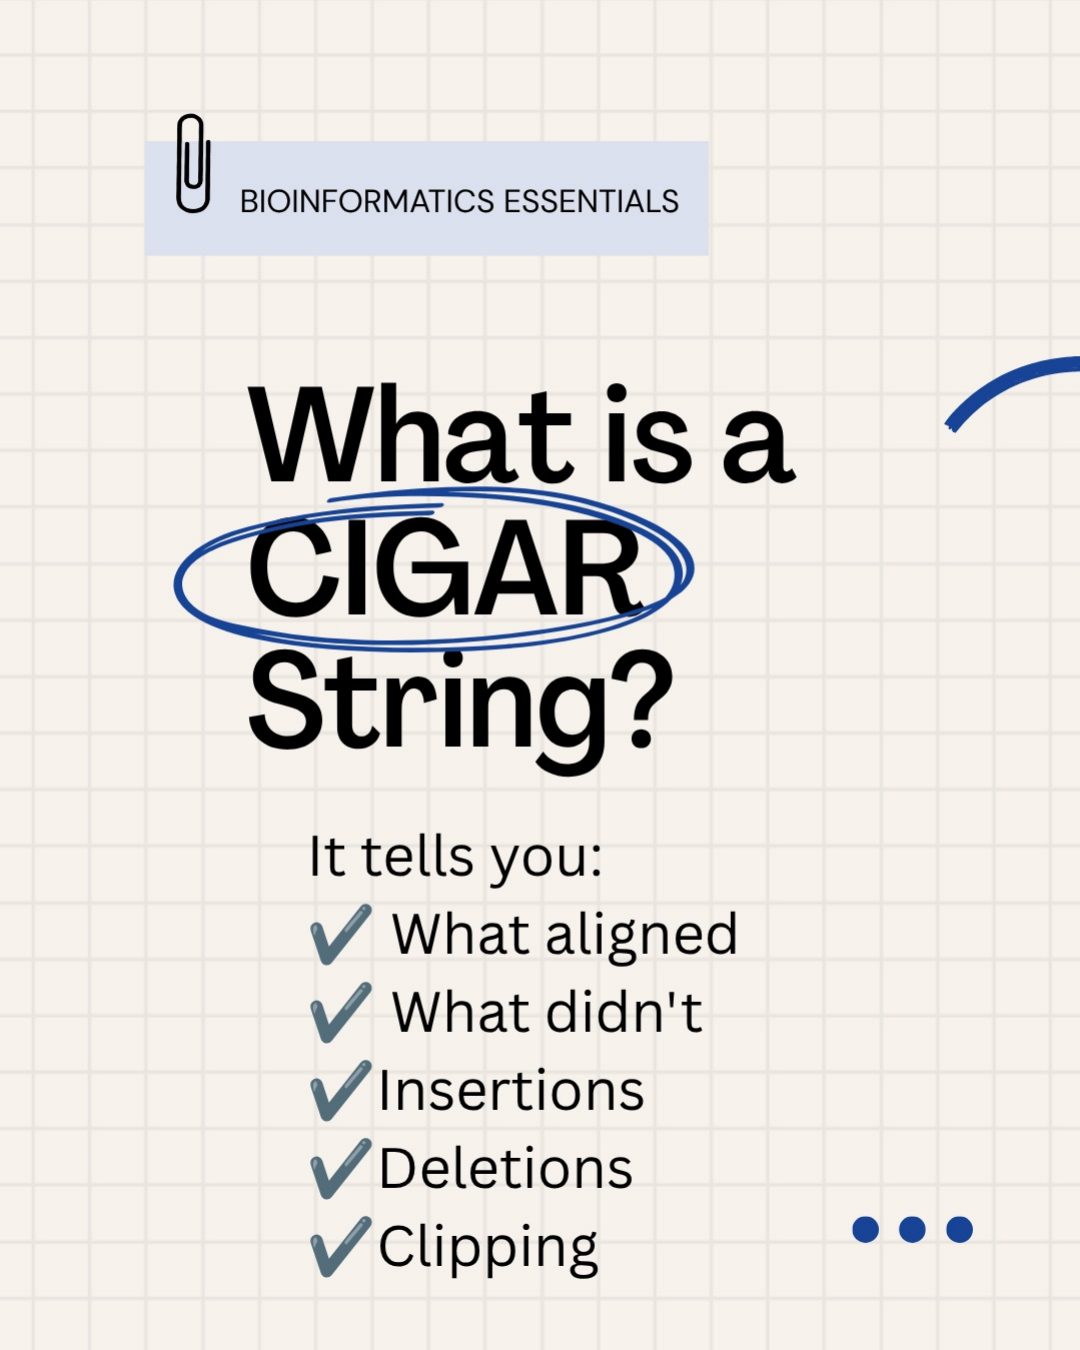 BIOINFORMATICS ESSENTIALS
What is a
CIGAR
String?
It tells you:
✔ What aligned
✔ What didn't
✔Insertions
✔Deletions
✔Clipping